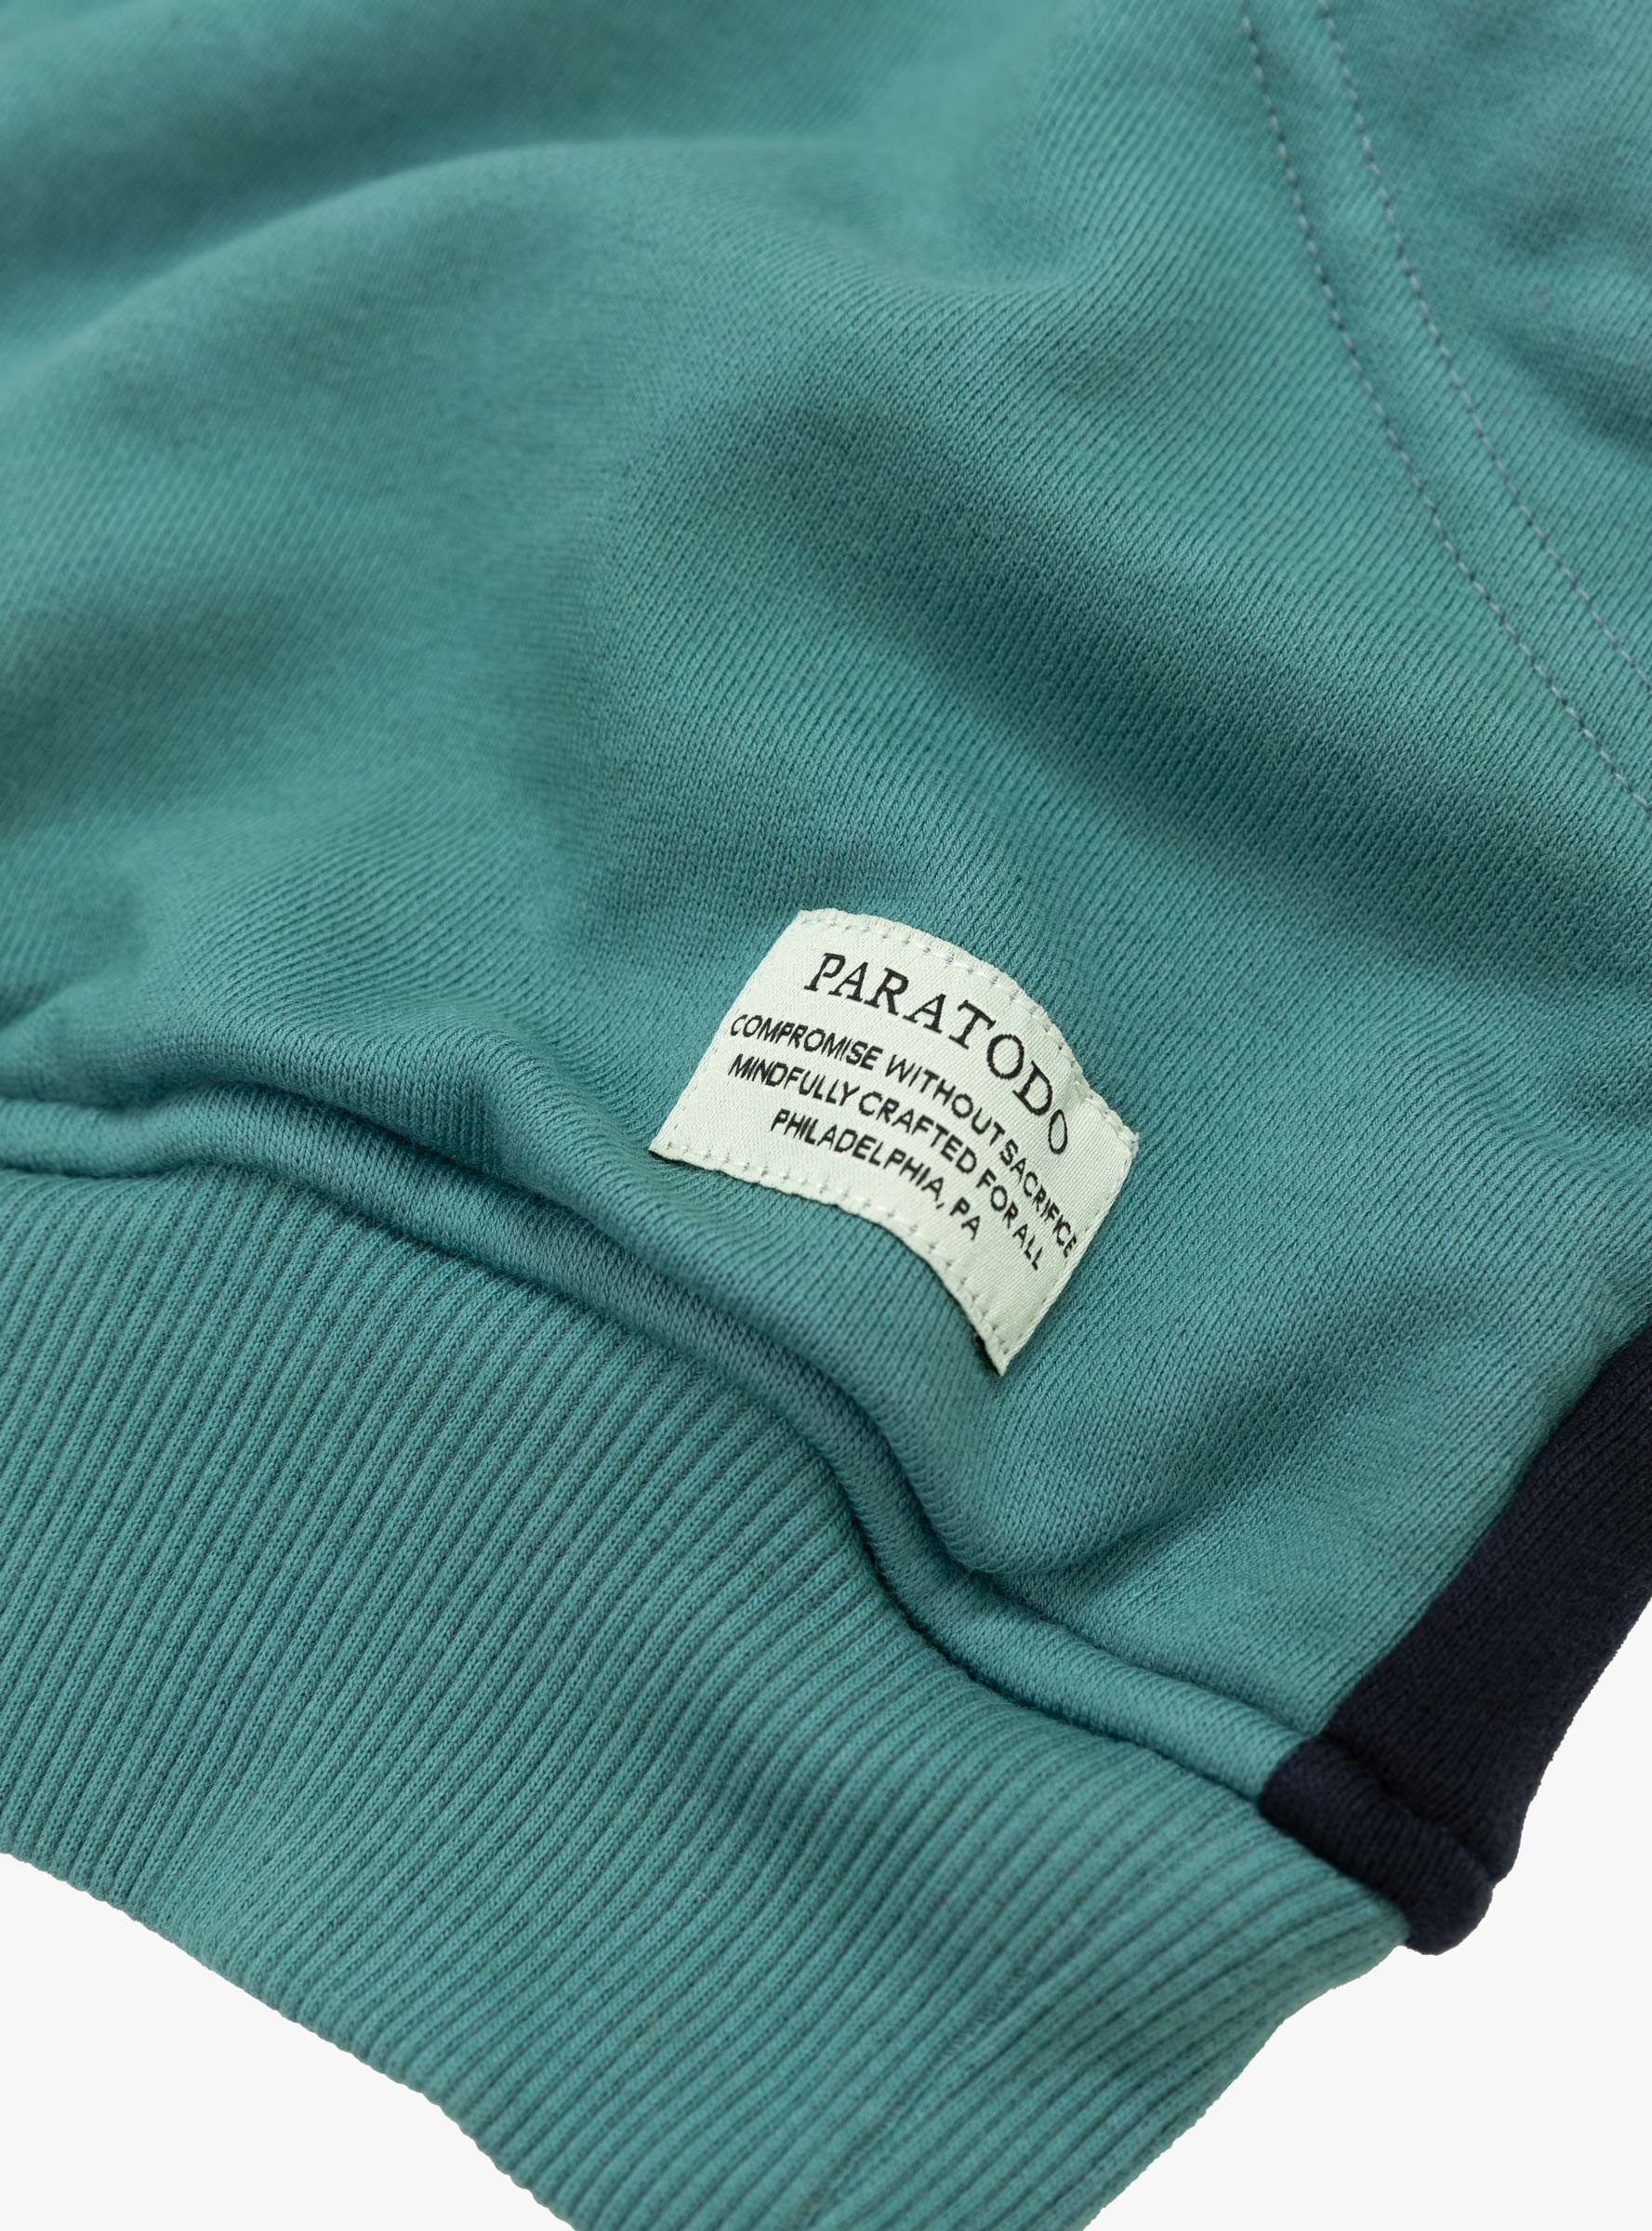 PARATODO
COMPROMISE WITHOUT SACRIFICE
MINDFULLY CRAFTED FOR ALL
PHILADELPHIA, PA